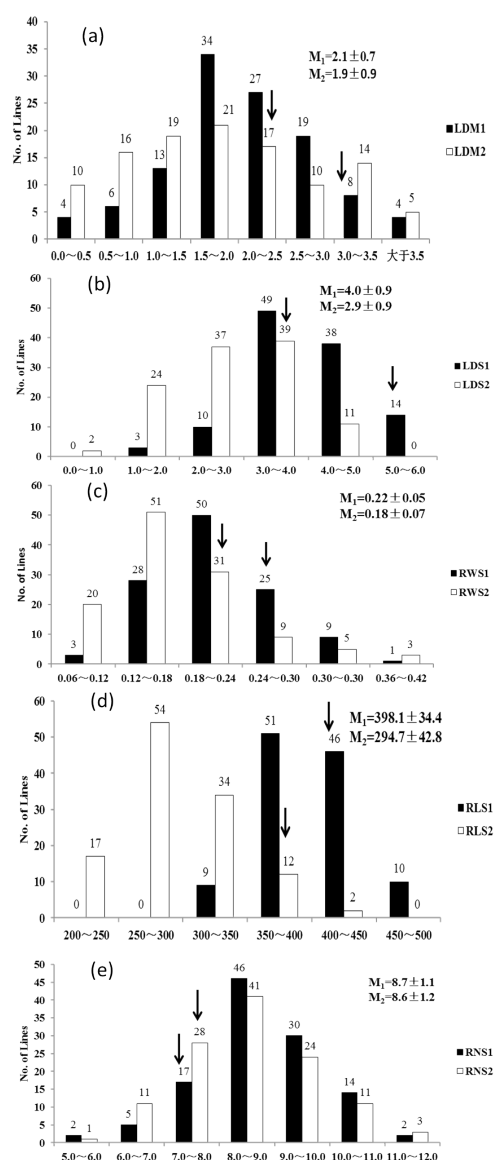 (a)
M₁=2.1±0.7
M₂=1.9±0.9
No. of Lines
40
35
30
25
20
15
10
5
0
4 10 6 16 13 19 34 21 27 17 19 10 8 14 4 5
0.0～0.5 0.5～1.0 1.0～1.5 1.5～2.0 2.0～2.5 2.5～3.0 3.0～3.5 大于3.5
LDM1
LDM2
(b)
M₁=4.0±0.9
M₂=2.9±0.9
No. of Lines
60
50
40
30
20
10
0
0 2 3 24 10 37 49 39 38 11 14 0
0.0～1.0 1.0～2.0 2.0～3.0 3.0～4.0 4.0～5.0 5.0～6.0
LDS1
LDS2
(c)
M₁=0.22±0.05
M₂=0.18±0.07
No. of Lines
60
50
40
30
20
10
0
3 20 28 51 50 31 25 9 9 5 1 3
0.06～0.12 0.12～0.18 0.18～0.24 0.24～0.30 0.30～0.30 0.36～0.42
RWS1
RWS2
(d)
M₁=398.1±34.4
M₂=294.7±42.8
No. of Lines
60
50
40
30
20
10
0
0 17 0 54 9 34 51 12 46 2 10 0
200～250 250～300 300～350 350～400 400～450 450～500
RLS1
RLS2
(e)
M₁=8.7±1.1
M₂=8.6±1.2
No. of Lines
50
45
40
35
30
25
20
15
10
5
0
2 1 5 11 17 28 46 41 30 24 14 11 2 3
5.0～6.0 6.0～7.0 7.0～8.0 8.0～9.0 9.0～10.0 10.0～11.0 11.0～12.0
RNS1
RNS2